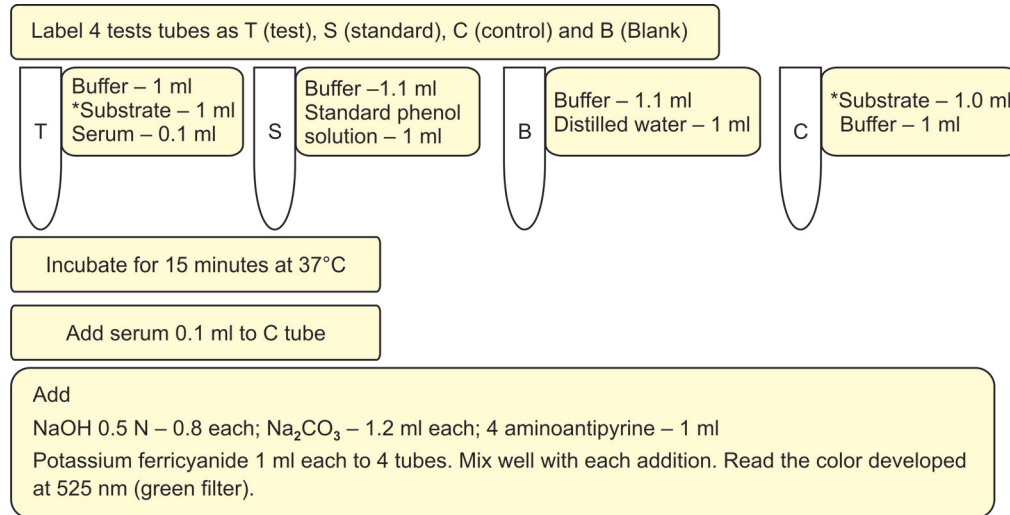 Label 4 tests tubes as T (test), S (standard), C (control) and B (Blank)
T
Buffer – 1 ml
*Substrate – 1 ml
Serum – 0.1 ml
S
Buffer –1.1 ml
Standard phenol
solution – 1 ml
B
Buffer – 1.1 ml
Distilled water – 1 ml
C
*Substrate – 1.0 ml
Buffer – 1 ml
Incubate for 15 minutes at 37°C
Add serum 0.1 ml to C tube
Add
NaOH 0.5 N – 0.8 each; Na₂CO₃ – 1.2 ml each; 4 aminoantipyrine – 1 ml
Potassium ferricyanide 1 ml each to 4 tubes. Mix well with each addition. Read the color developed
at 525 nm (green filter).